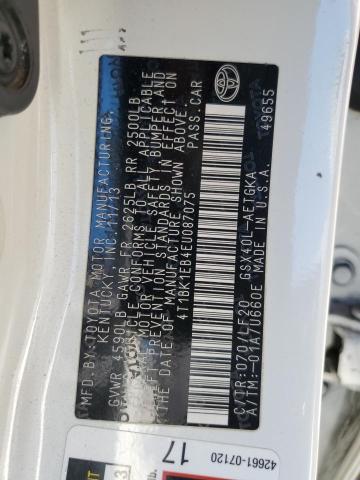 MFD.BY:TOYOTA MOTOR MANUFACTURING,
KENTUCKY,INC. 11/13
GVWR 4590LB GAWR FR 2625LB RR 2500LB
THIS VEHICLE CONFORMS TO ALL APPLICABLE
FEDERAL MOTOR VEHICLE SAFETY, BUMPER AND
THEFT PREVENTION STANDARDS IN EFFECT ON
THE DATE OF MANUFACTURE SHOWN ABOVE.
4T1BK1EB4EU087075 PASS.CAR
C/TR:070/LF20 GSX40L-AETGKA
A/TM:-01A/U660E MADE IN U.S.A. T49655
TOYOTA
42661-07120
17